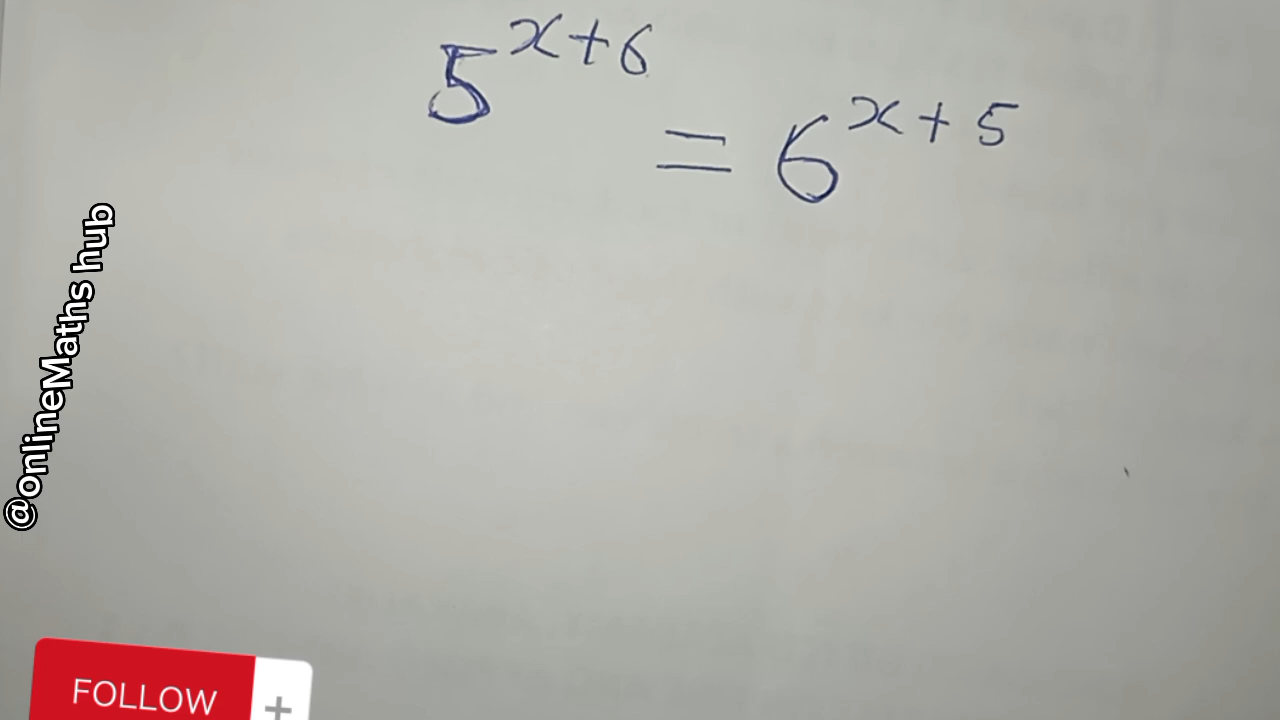 5^{x+6} = 6^{x+5}
@onlineMaths hub
FOLLOW +